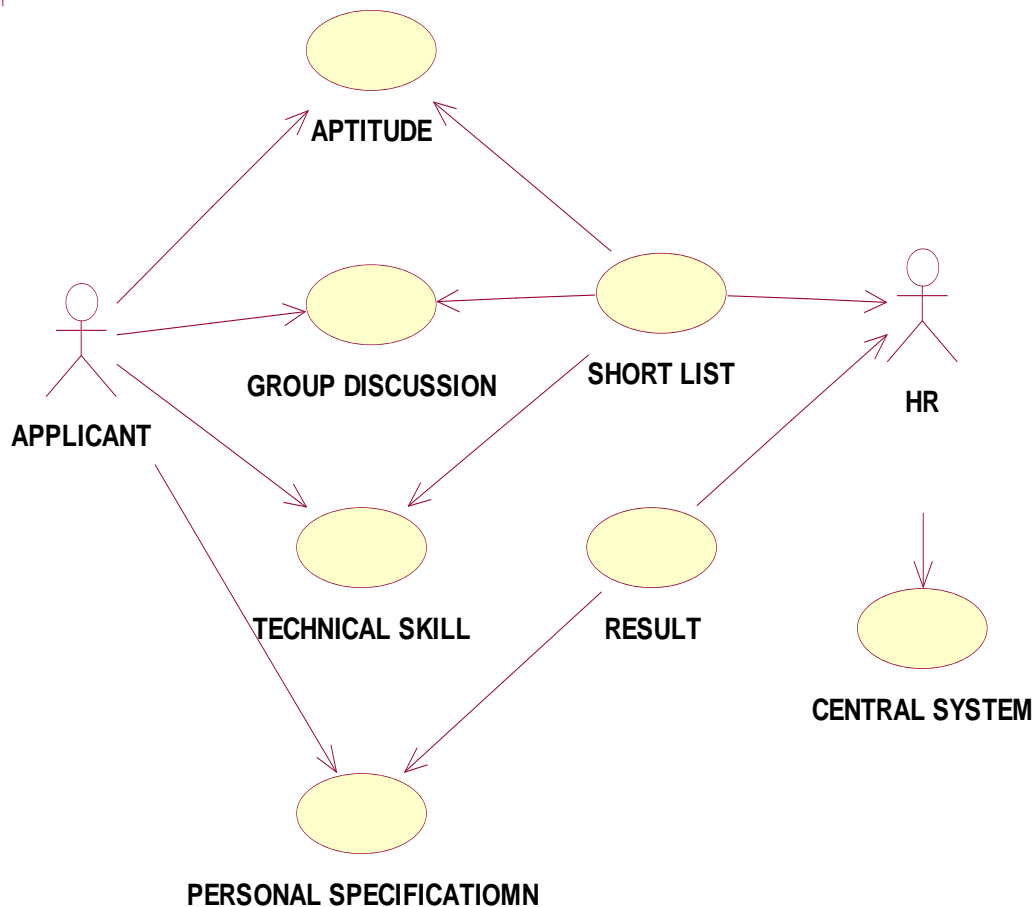 APTITUDE
GROUP DISCUSSION
SHORT LIST
HR
APPLICANT
TECHNICAL SKILL
RESULT
CENTRAL SYSTEM
PERSONAL SPECIFICATIOMN